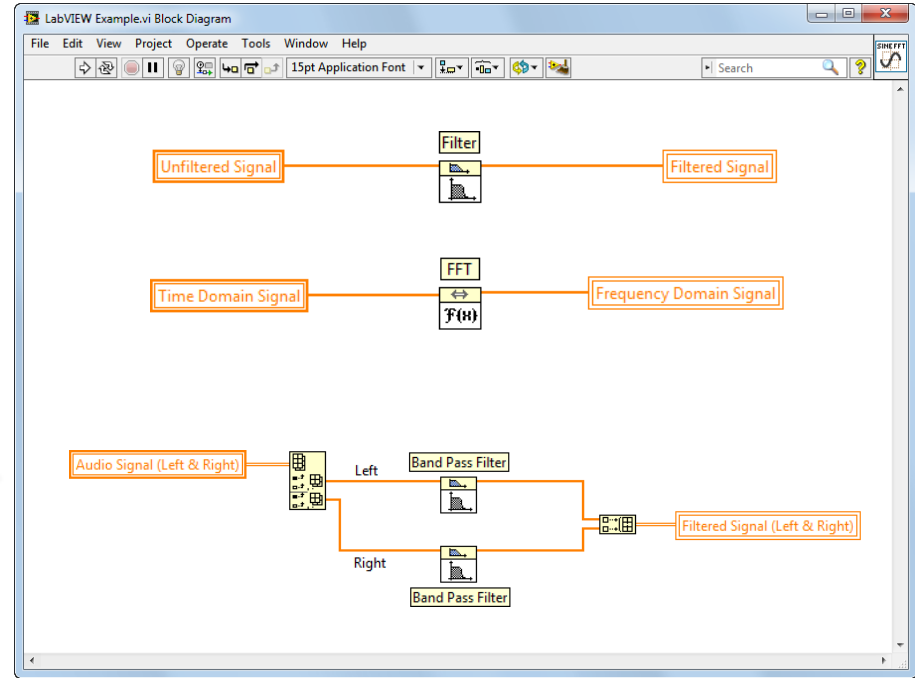 LabVIEW Example.vi Block Diagram
File Edit View Project Operate Tools Window Help
15pt Application Font
Search
SINE FFT
Filter
Unfiltered Signal
Filtered Signal
FFT
Time Domain Signal
Frequency Domain Signal
ℱ{H}
Audio Signal (Left & Right)
Left
Band Pass Filter
Filtered Signal (Left & Right)
Right
Band Pass Filter